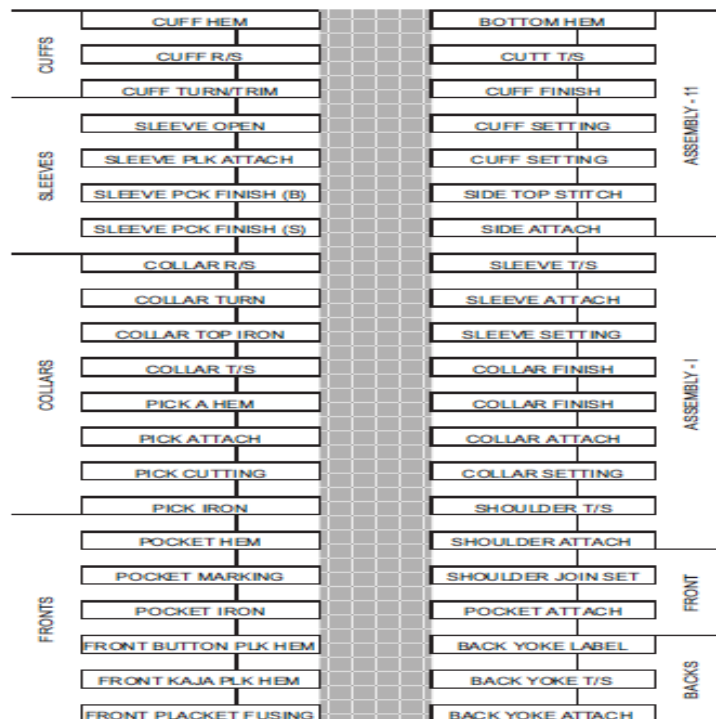 CUFFS
CUFF HEM
CUFF R/S
CUFF TURN/TRIM
SLEEVES
SLEEVE OPEN
SLEEVE PLK ATTACH
SLEEVE PCK FINISH (B)
SLEEVE PCK FINISH (S)
COLLARS
COLLAR R/S
COLLAR TURN
COLLAR TOP IRON
COLLAR T/S
PICK A HEM
PICK ATTACH
PICK CUTTING
PICK IRON
FRONTS
POCKET HEM
POCKET MARKING
POCKET IRON
FRONT BUTTON PLK HEM
FRONT KAJA PLK HEM
FRONT PLACKET FUSING
BOTTOM HEM
CUTT T/S
CUFF FINISH
CUFF SETTING
CUFF SETTING
SIDE TOP STITCH
SIDE ATTACH
ASSEMBLY - 11
SLEEVE T/S
SLEEVE ATTACH
SLEEVE SETTING
COLLAR FINISH
COLLAR FINISH
COLLAR ATTACH
COLLAR SETTING
SHOULDER T/S
SHOULDER ATTACH
ASSEMBLY - I
SHOULDER JOIN SET
POCKET ATTACH
FRONT
BACK YOKE LABEL
BACK YOKE T/S
BACK YOKE ATTACH
BACKS